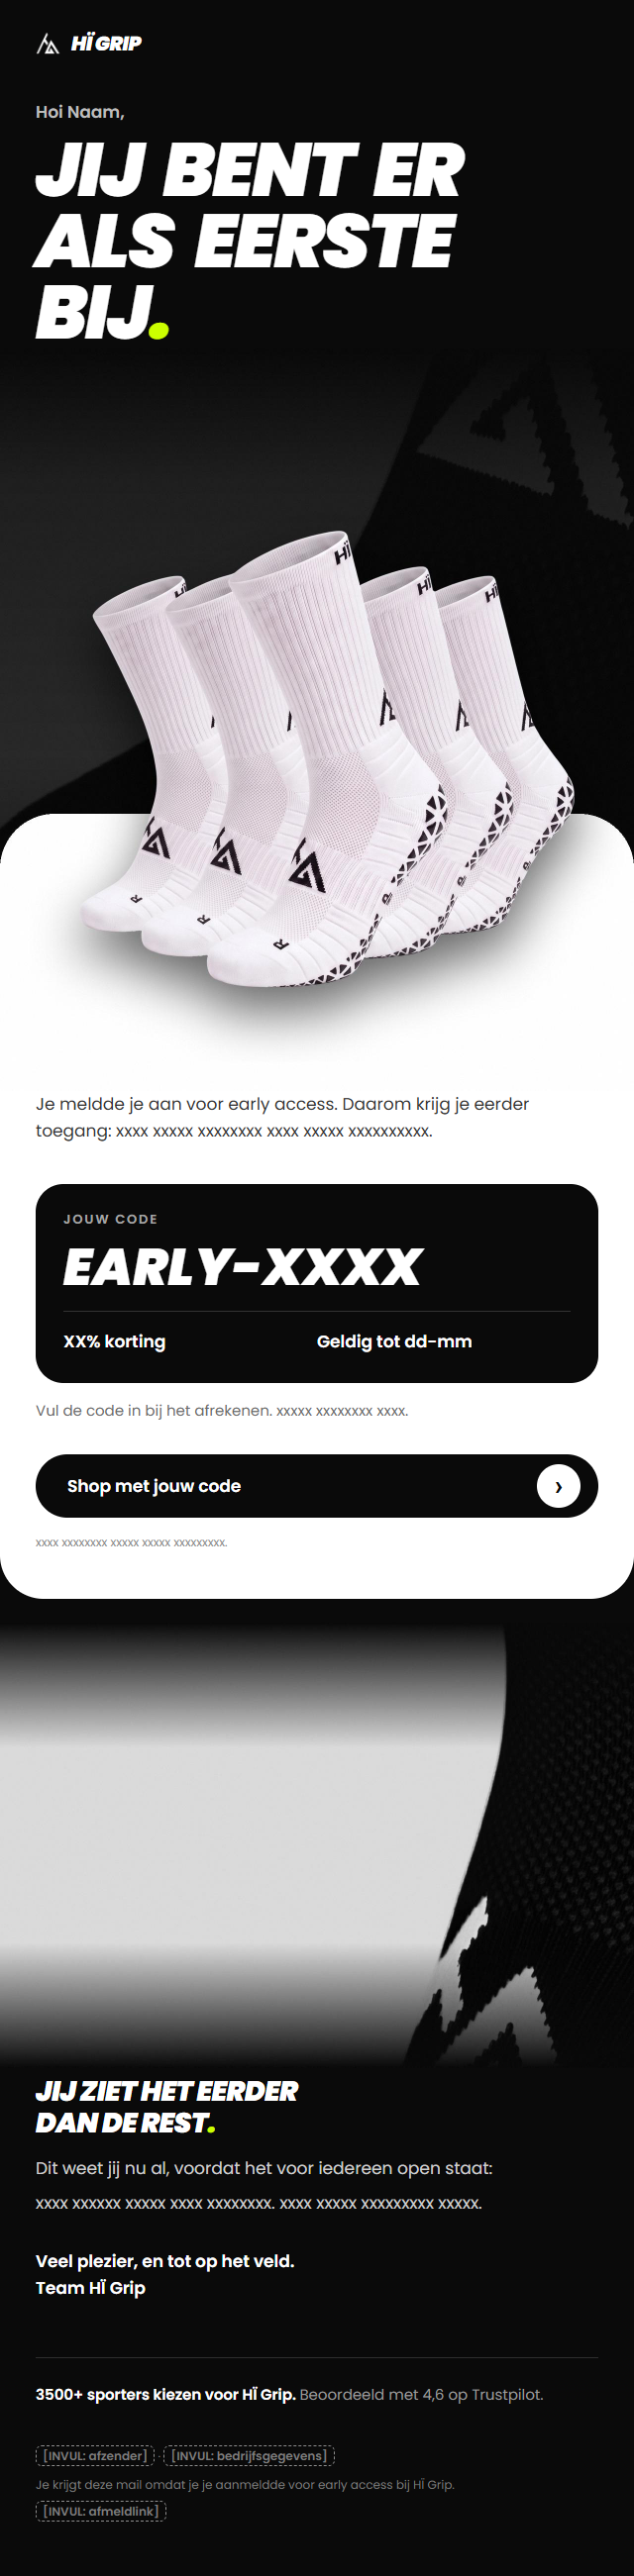 HÏ GRIP
Hoi Naam,
JIJ BENT ER
ALS EERSTE
BIJ.
HÏ
HÏ
HÏ
HÏ
R
R
R
R
R
Je meldde je aan voor early access. Daarom krijg je eerder
toegang: xxxx xxxxx xxxxxxxx xxxx xxxxx xxxxxxxxxx.
JOUW CODE
EARLY-XXXX
XX% korting
Geldig tot dd-mm
Vul de code in bij het afrekenen. xxxxx xxxxxxxx xxxx.
Shop met jouw code ›
xxxx xxxxxxxx xxxxx xxxxx xxxxxxxxx.
JIJ ZIET HET EERDER
DAN DE REST.
Dit weet jij nu al, voordat het voor iedereen open staat:
xxxx xxxxxx xxxxx xxxx xxxxxxxx. xxxx xxxxx xxxxxxxxx xxxxx.
Veel plezier, en tot op het veld.
Team HÏ Grip
3500+ sporters kiezen voor HÏ Grip. Beoordeeld met 4,6 op Trustpilot.
[INVUL: afzender] · [INVUL: bedrijfsgegevens]
Je krijgt deze mail omdat je je aanmeldde voor early access bij HÏ Grip.
[INVUL: afmeldlink]